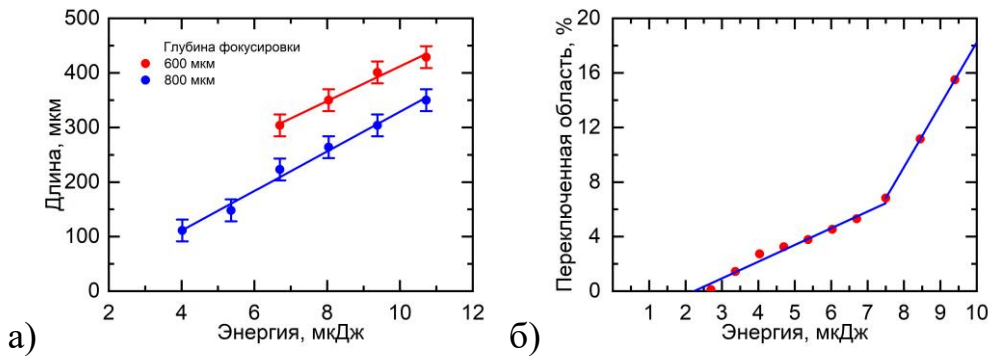 500
400
300
200
100
0
Длина, мкм
Глубина фокусировки
600 мкм
800 мкм
2 4 6 8 10 12
Энергия, мкДж
а)
20
16
12
8
4
0
Переключенная область, %
1 2 3 4 5 6 7 8 9 10
Энергия, мкДж
б)